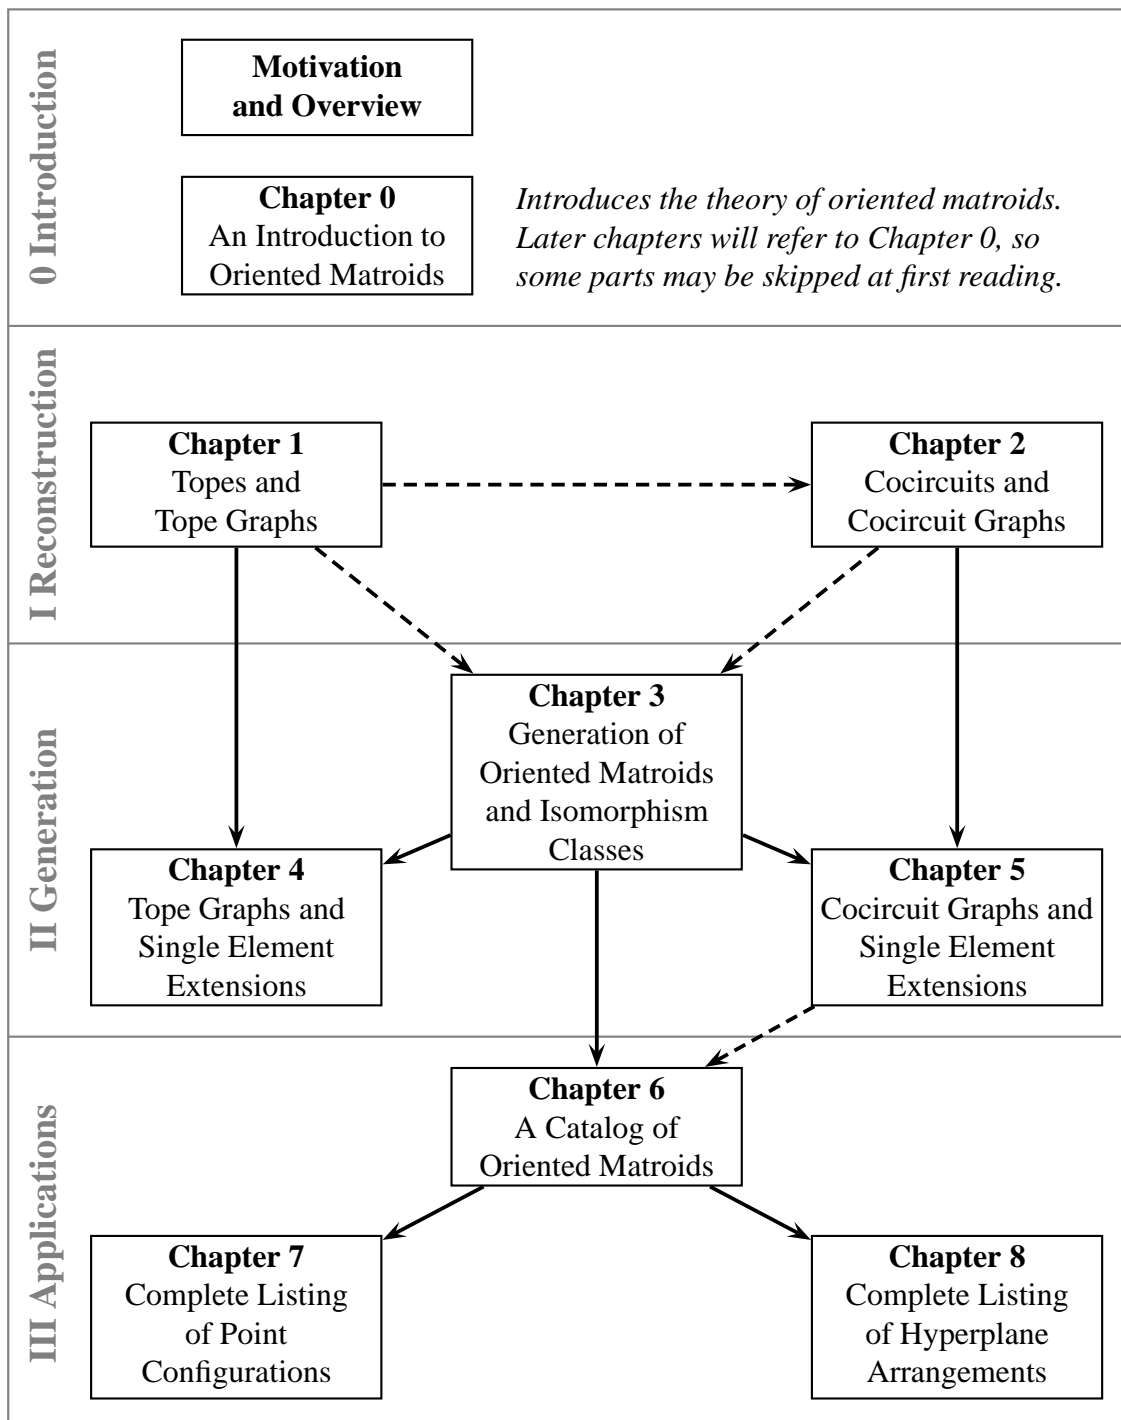 0 Introduction
Motivation
and Overview
Chapter 0
An Introduction to
Oriented Matroids
Introduces the theory of oriented matroids.
Later chapters will refer to Chapter 0, so
some parts may be skipped at first reading.
I Reconstruction
Chapter 1
Topes and
Tope Graphs
Chapter 2
Cocircuits and
Cocircuit Graphs
II Generation
Chapter 3
Generation of
Oriented Matroids
and Isomorphism
Classes
Chapter 4
Tope Graphs and
Single Element
Extensions
Chapter 5
Cocircuit Graphs and
Single Element
Extensions
III Applications
Chapter 6
A Catalog of
Oriented Matroids
Chapter 7
Complete Listing
of Point
Configurations
Chapter 8
Complete Listing
of Hyperplane
Arrangements